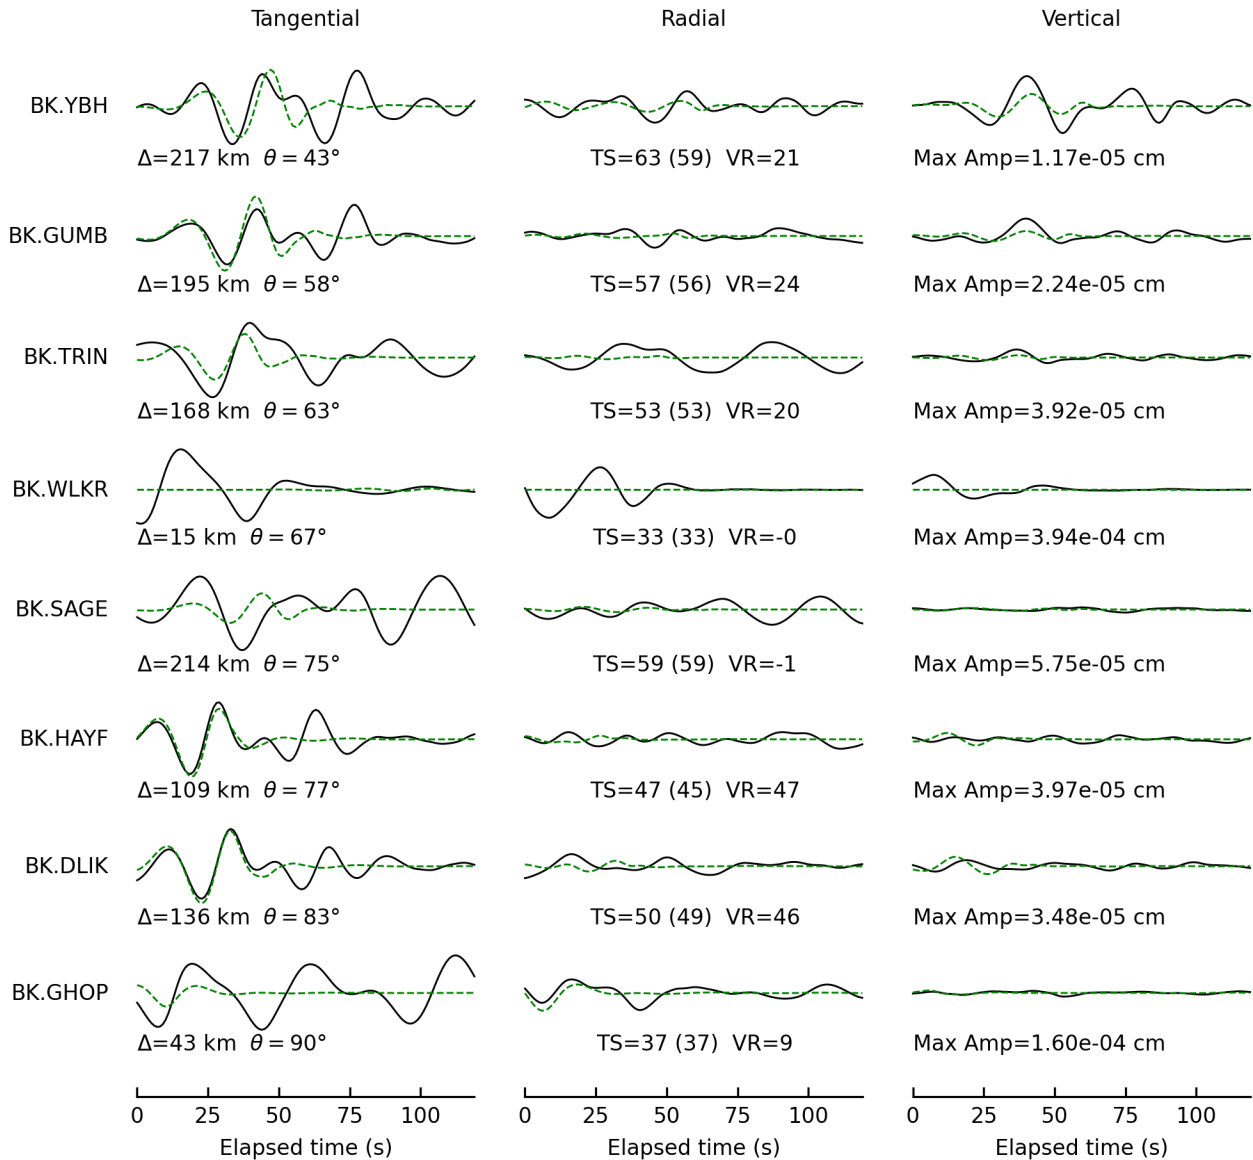 Tangential Radial Vertical
BK.YBH
Δ=217 km θ = 43° TS=63 (59) VR=21 Max Amp=1.17e-05 cm
BK.GUMB
Δ=195 km θ = 58° TS=57 (56) VR=24 Max Amp=2.24e-05 cm
BK.TRIN
Δ=168 km θ = 63° TS=53 (53) VR=20 Max Amp=3.92e-05 cm
BK.WLKR
Δ=15 km θ = 67° TS=33 (33) VR=-0 Max Amp=3.94e-04 cm
BK.SAGE
Δ=214 km θ = 75° TS=59 (59) VR=-1 Max Amp=5.75e-05 cm
BK.HAYF
Δ=109 km θ = 77° TS=47 (45) VR=47 Max Amp=3.97e-05 cm
BK.DLIK
Δ=136 km θ = 83° TS=50 (49) VR=46 Max Amp=3.48e-05 cm
BK.GHOP
Δ=43 km θ = 90° TS=37 (37) VR=9 Max Amp=1.60e-04 cm
0 25 50 75 100 0 25 50 75 100 0 25 50 75 100
Elapsed time (s) Elapsed time (s) Elapsed time (s)